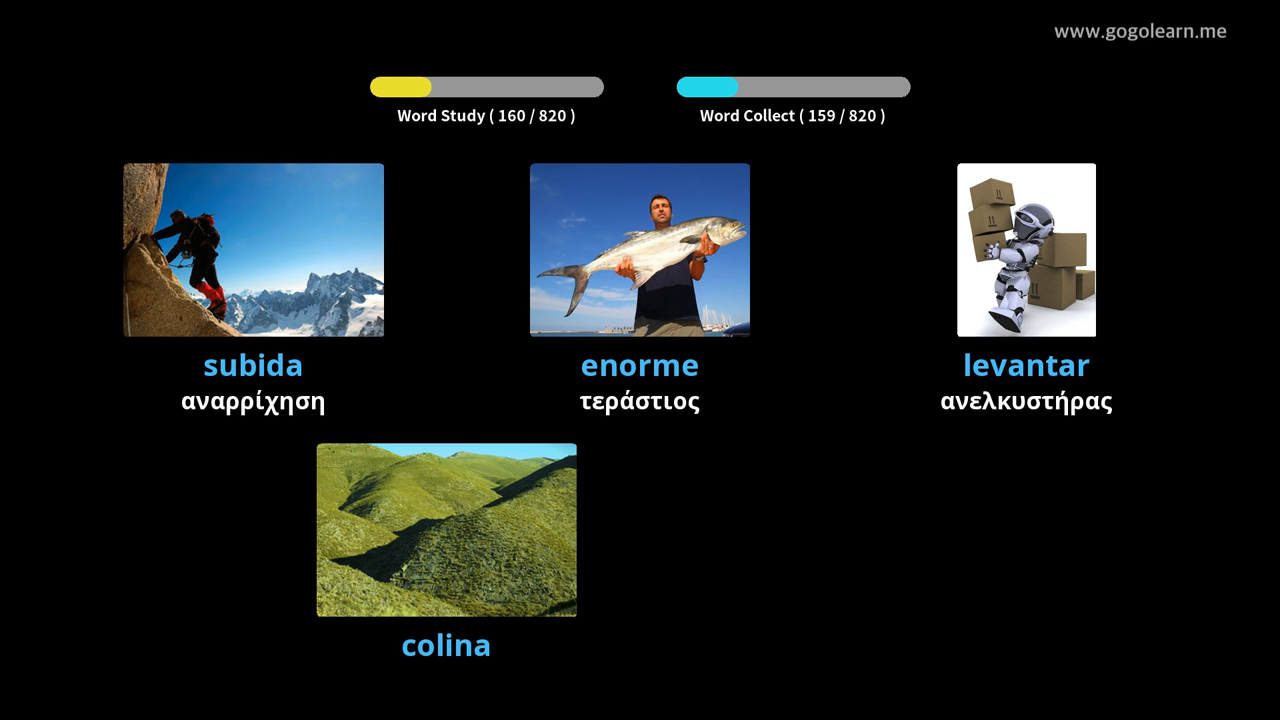 www.gogolearn.me
Word Study ( 160 / 820 )
Word Collect ( 159 / 820 )
subida
αναρρίχηση
enorme
τεράστιος
levantar
ανελκυστήρας
colina